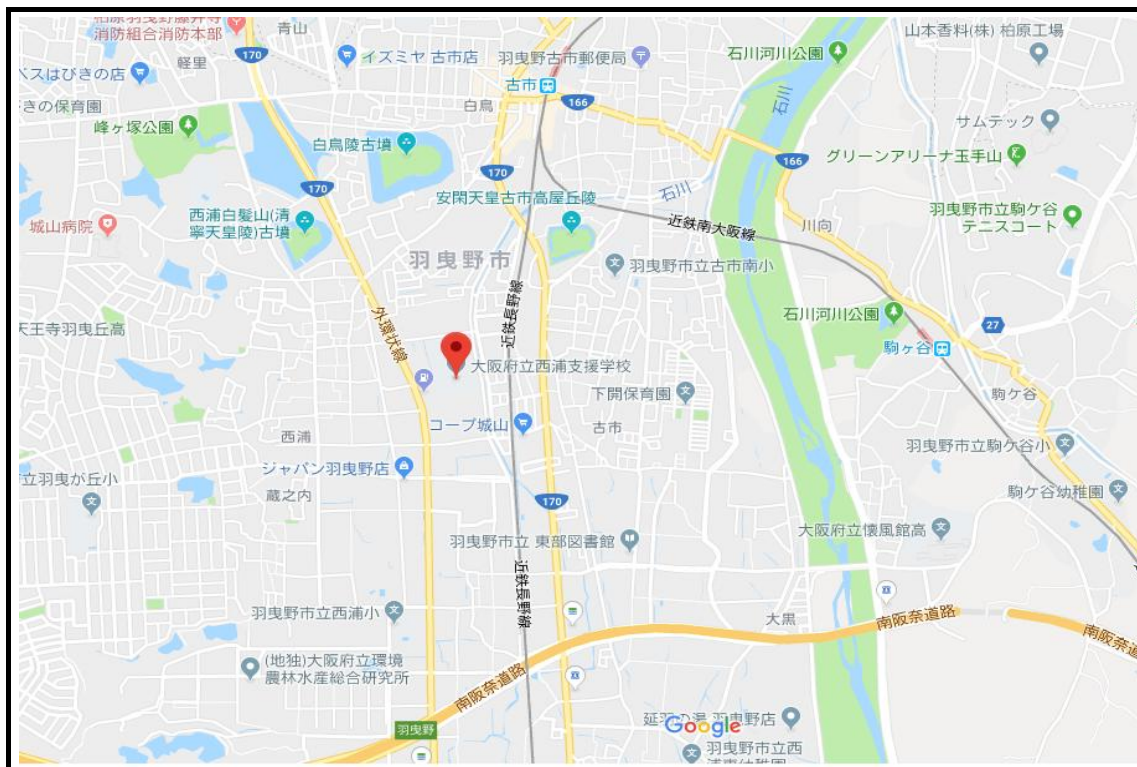 柏原羽曳野藤井寺
消防組合消防本部
青山
170
イズミヤ 古市店
羽曳野古市郵便局
石川河川公園
山本香料(株) 柏原工場
軽里
ベスはびきの店
古市
166
石川
びきの保育園
白鳥
峰ヶ塚公園
サムテック
白鳥陵古墳
グリーンアリーナ玉手山
166
170
170
安閑天皇古市高屋丘陵
石川
城山病院
西浦白髪山(清
寧天皇陵)古墳
近鉄南大阪線
川向
羽曳野市立駒ケ谷
テニスコート
羽曳野市
羽曳野市立古市南小
近鉄長野線
石川河川公園
天王寺羽曳丘高
外環状線
27
駒ヶ谷
大阪府立西浦支援学校
下開保育園
駒ケ谷
コープ城山
古市
西浦
羽曳野市立駒ケ谷小
ジャパン羽曳野店
立羽曳が丘小
蔵之内
170
駒ケ谷幼稚園
大阪府立懐風館高
羽曳野市立 東部図書館
近鉄長野線
羽曳野市立西浦小
大黒
南阪奈道路
南阪奈道路
(地独)大阪府立環境
農林水産総合研究所
南阪奈道路
延羽の湯 羽曳野店
Google
羽曳野
羽曳野市立西
浦東幼稚園